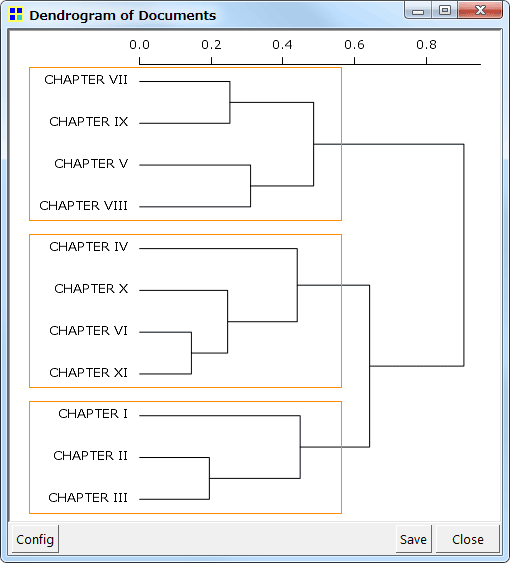 Dendrogram of Documents
0.0 0.2 0.4 0.6 0.8
CHAPTER VII
CHAPTER IX
CHAPTER V
CHAPTER VIII
CHAPTER IV
CHAPTER X
CHAPTER VI
CHAPTER XI
CHAPTER I
CHAPTER II
CHAPTER III
Config Save Close